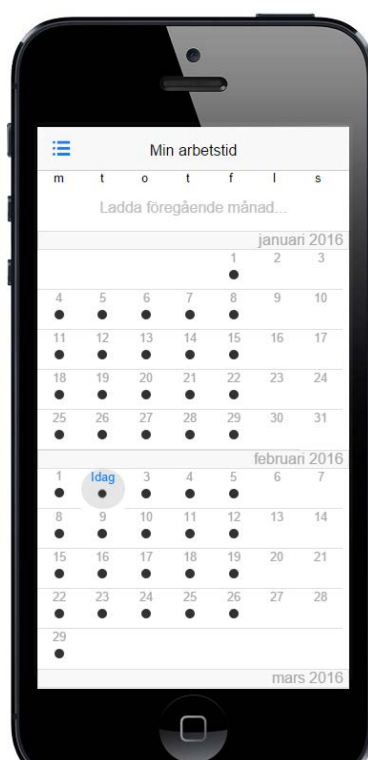 Min arbetstid
m t o t f l s
Ladda föregående månad...
januari 2016
1 2 3
4 5 6 7 8 9 10
11 12 13 14 15 16 17
18 19 20 21 22 23 24
25 26 27 28 29 30 31
februari 2016
1 Idag 3 4 5 6 7
8 9 10 11 12 13 14
15 16 17 18 19 20 21
22 23 24 25 26 27 28
29
mars 2016